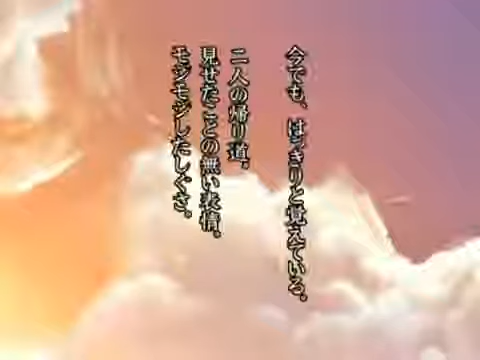 今でも、はっきりと覚えている。
二人の帰り道。
見せたことの無い表情。
モジモジしたしぐさ。